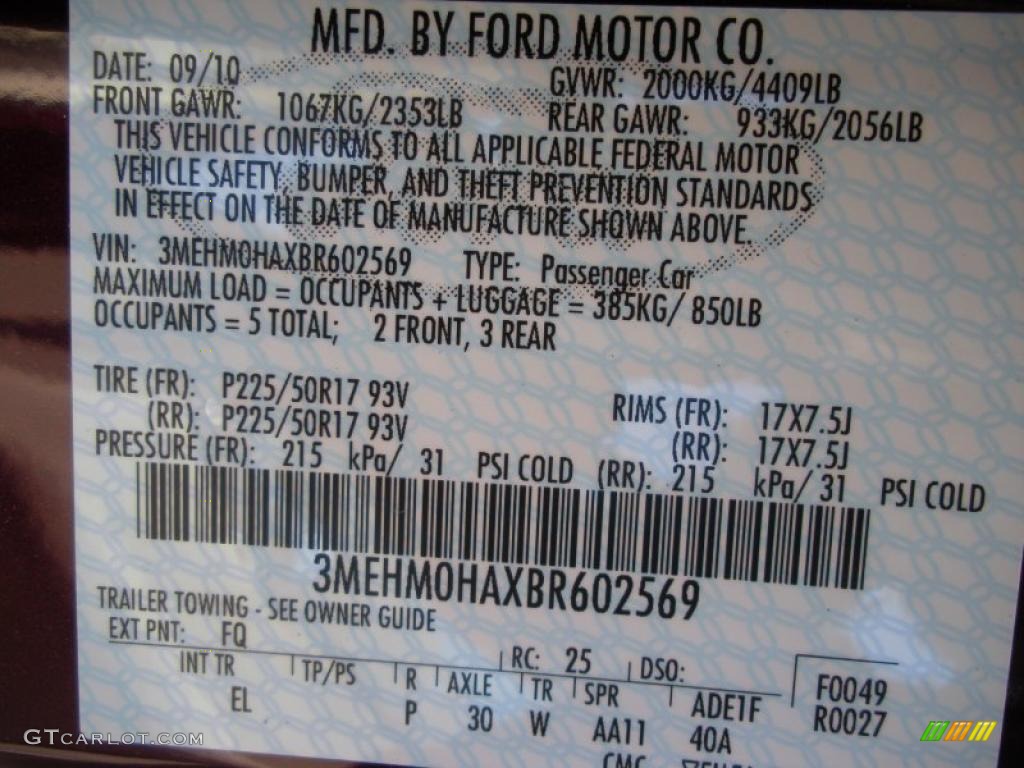 MFD. BY FORD MOTOR CO.
DATE: 09/10 GVWR: 2000KG/4409LB
FRONT GAWR: 1067KG/2353LB REAR GAWR: 933KG/2056LB
THIS VEHICLE CONFORMS TO ALL APPLICABLE FEDERAL MOTOR
VEHICLE SAFETY, BUMPER, AND THEFT PREVENTION STANDARDS
IN EFFECT ON THE DATE OF MANUFACTURE SHOWN ABOVE.
VIN: 3MEHM0HAXBR602569 TYPE: Passenger Car
MAXIMUM LOAD = OCCUPANTS + LUGGAGE = 385KG/ 850LB
OCCUPANTS = 5 TOTAL; 2 FRONT, 3 REAR
TIRE (FR): P225/50R17 93V RIMS (FR): 17X7.5J
(RR): P225/50R17 93V (RR): 17X7.5J
PRESSURE (FR): 215 kPa/ 31 PSI COLD (RR): 215 kPa/ 31 PSI COLD
3MEHM0HAXBR602569
TRAILER TOWING - SEE OWNER GUIDE
EXT PNT: FQ RC: 25 DSO: F0049
INT TR TP/PS R AXLE TR SPR ADE1F R0027
EL P 30 W AA11 40A
GTCARLOT.COM